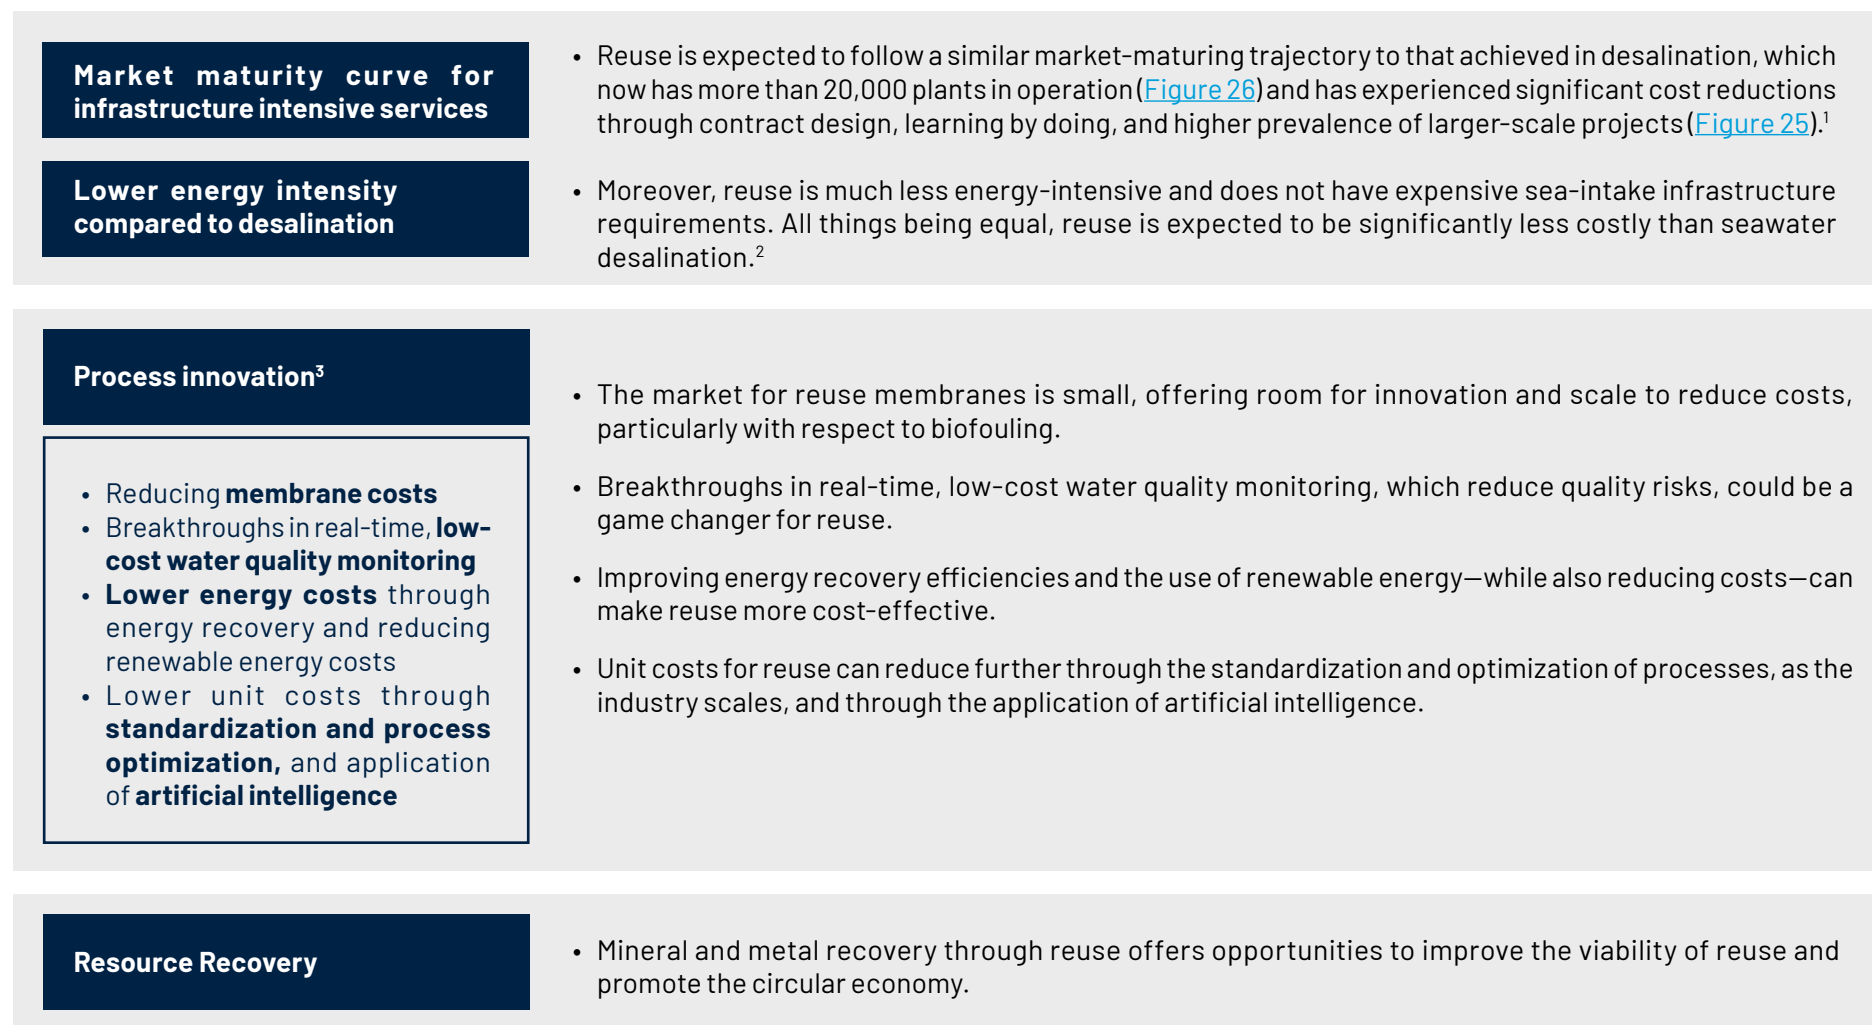 Market maturity curve for
infrastructure intensive services
• Reuse is expected to follow a similar market-maturing trajectory to that achieved in desalination, which
now has more than 20,000 plants in operation (Figure 26) and has experienced significant cost reductions
through contract design, learning by doing, and higher prevalence of larger-scale projects (Figure 25).¹
Lower energy intensity
compared to desalination
• Moreover, reuse is much less energy-intensive and does not have expensive sea-intake infrastructure
requirements. All things being equal, reuse is expected to be significantly less costly than seawater
desalination.²
Process innovation³
• Reducing membrane costs
• Breakthroughs in real-time, low-
cost water quality monitoring
• Lower energy costs through
energy recovery and reducing
renewable energy costs
• Lower unit costs through
standardization and process
optimization, and application
of artificial intelligence
• The market for reuse membranes is small, offering room for innovation and scale to reduce costs,
particularly with respect to biofouling.
• Breakthroughs in real-time, low-cost water quality monitoring, which reduce quality risks, could be a
game changer for reuse.
• Improving energy recovery efficiencies and the use of renewable energy—while also reducing costs—can
make reuse more cost-effective.
• Unit costs for reuse can reduce further through the standardization and optimization of processes, as the
industry scales, and through the application of artificial intelligence.
Resource Recovery
• Mineral and metal recovery through reuse offers opportunities to improve the viability of reuse and
promote the circular economy.